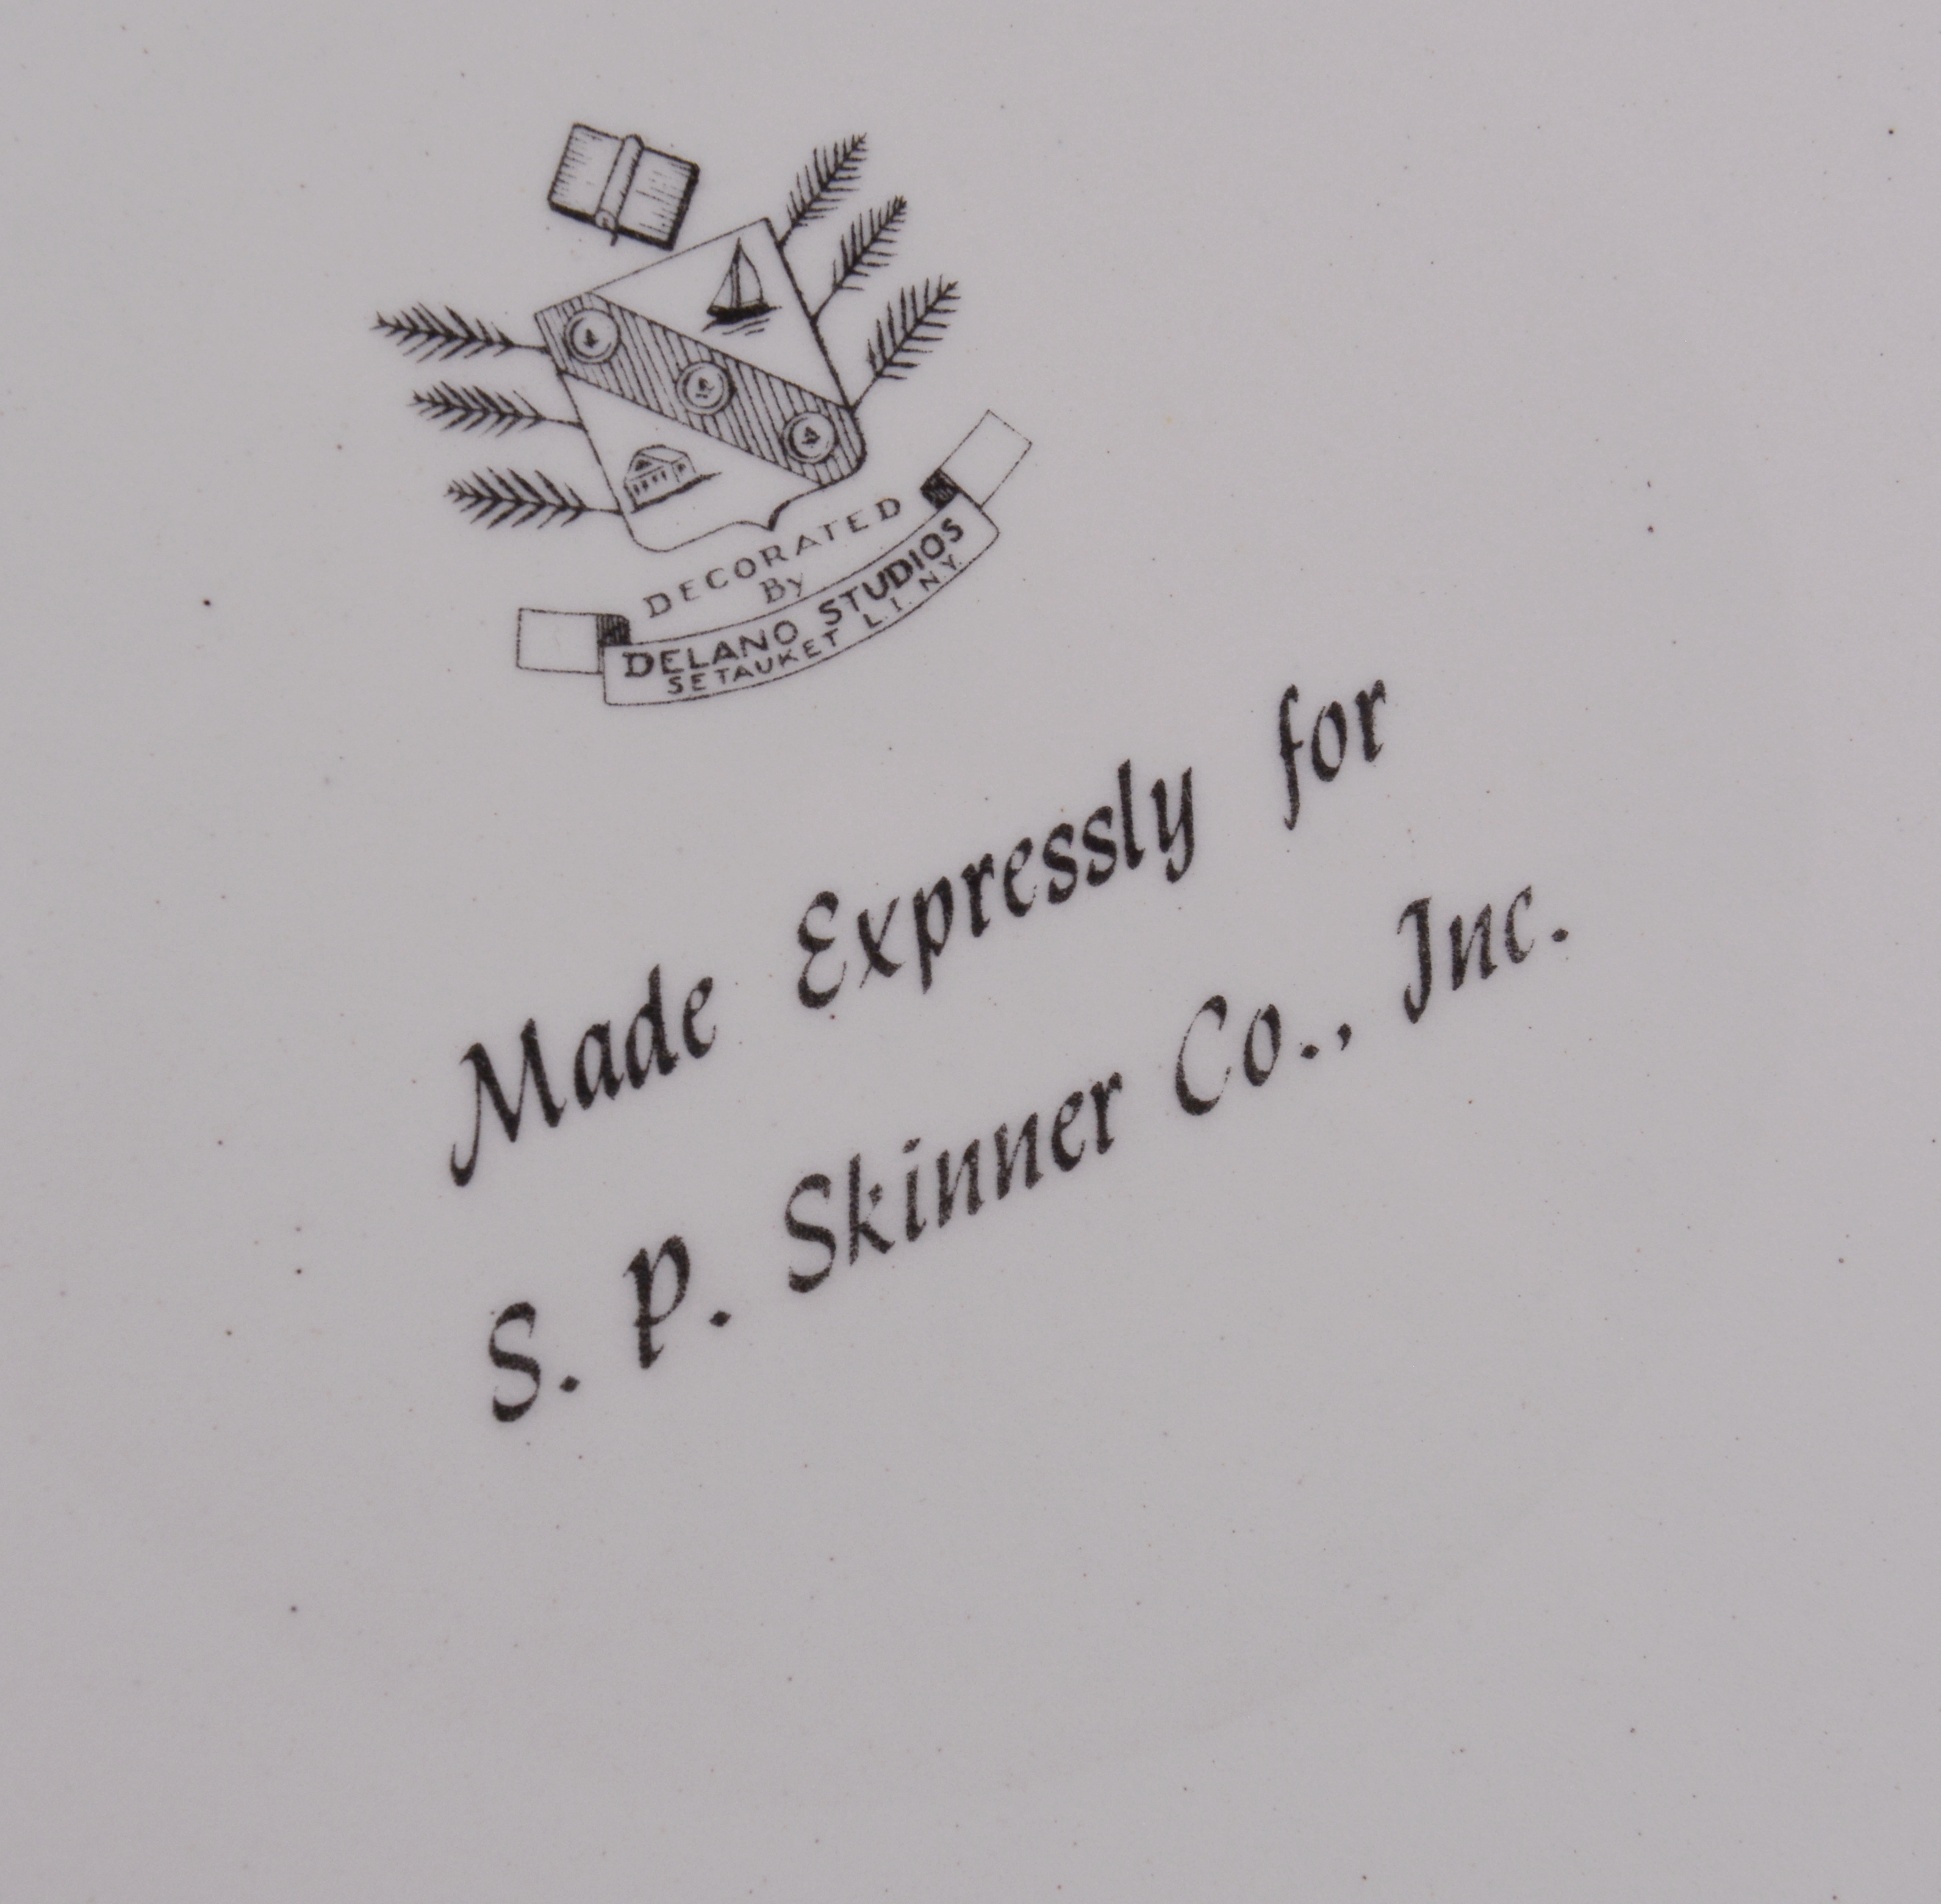 DECORATED
By
DELANO STUDIOS
SETAUKET L.I. N.Y.
Made Expressly for
S. P. Skinner Co., Inc.